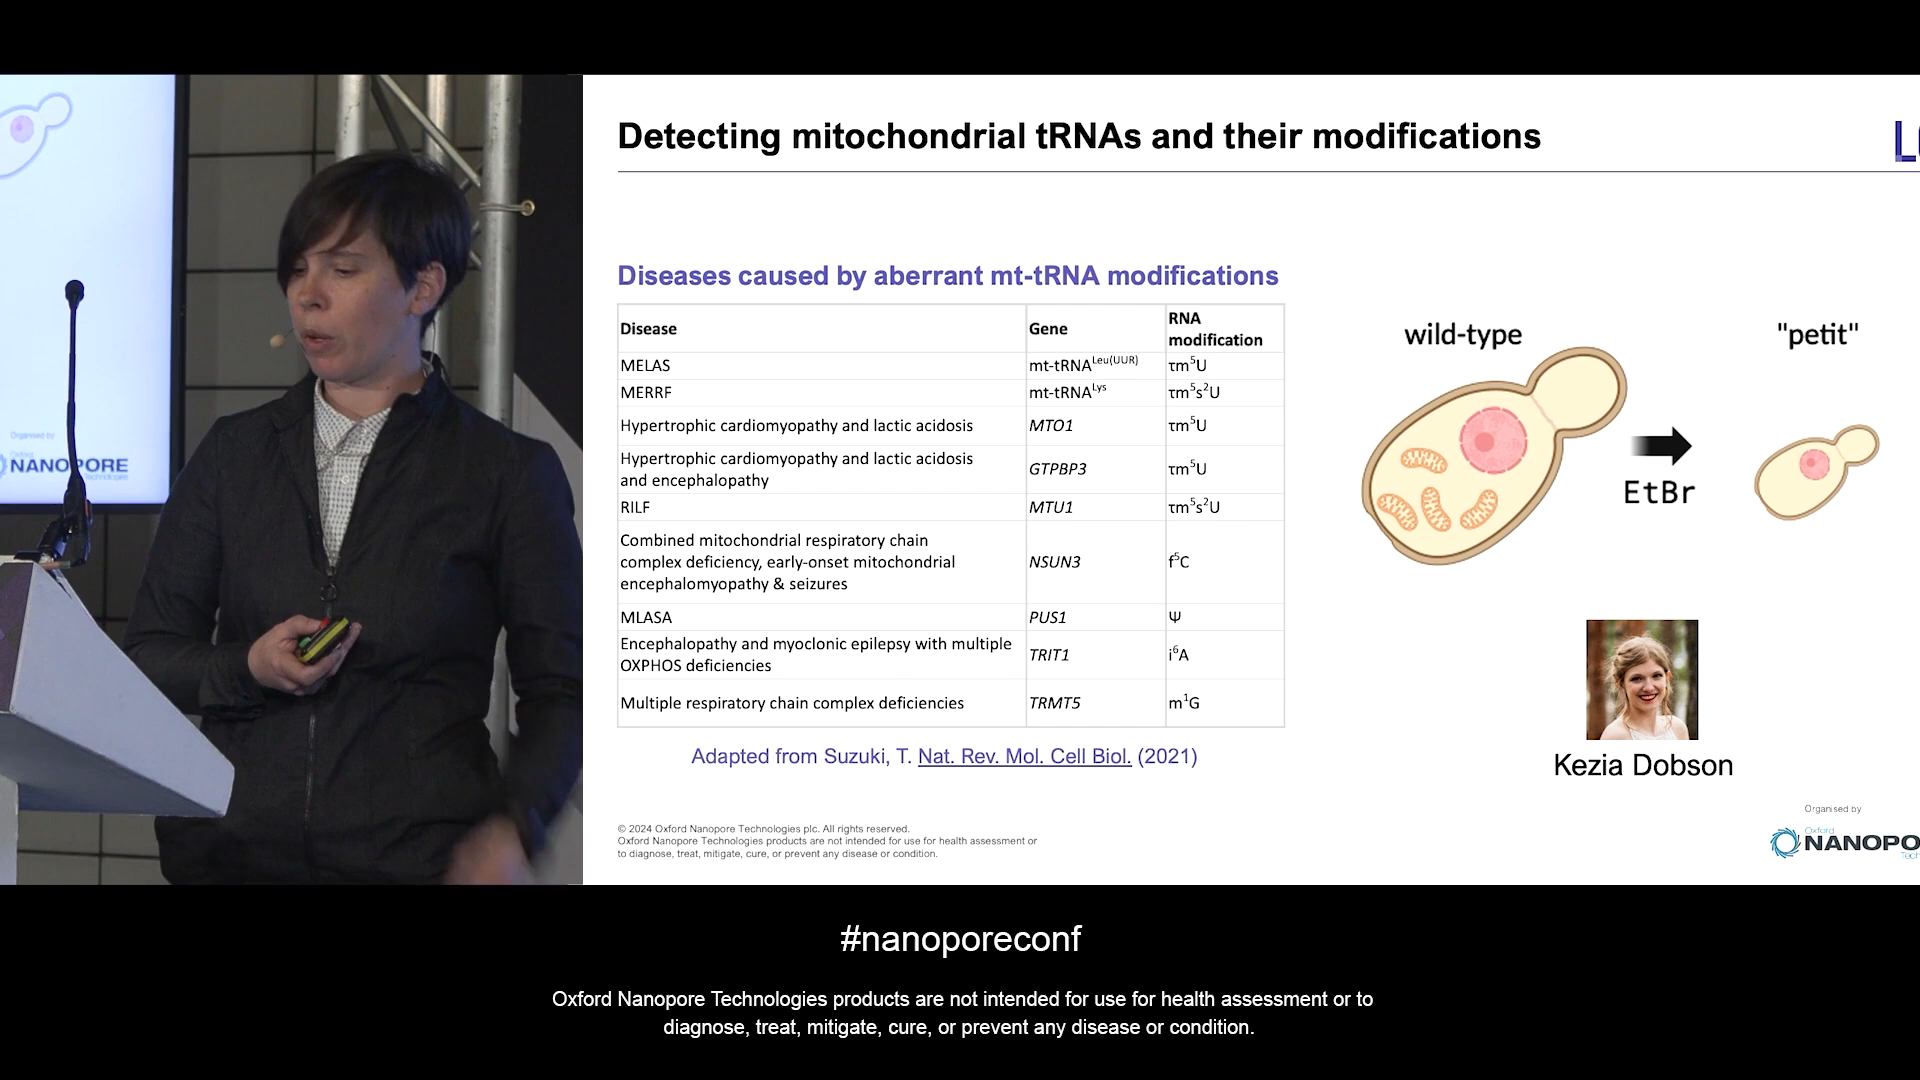 Detecting mitochondrial tRNAs and their modifications
Diseases caused by aberrant mt-tRNA modifications
Disease Gene RNA modification
MELAS mt-tRNA^Leu(UUR) τm⁵U
MERRF mt-tRNA^Lys τm⁵s²U
Hypertrophic cardiomyopathy and lactic acidosis MTO1 τm⁵U
Hypertrophic cardiomyopathy and lactic acidosis
and encephalopathy GTPBP3 τm⁵U
RILF MTU1 τm⁵s²U
Combined mitochondrial respiratory chain
complex deficiency, early-onset mitochondrial
encephalomyopathy & seizures NSUN3 f⁵C
MLASA PUS1 Ψ
Encephalopathy and myoclonic epilepsy with multiple
OXPHOS deficiencies TRIT1 i⁶A
Multiple respiratory chain complex deficiencies TRMT5 m¹G
Adapted from Suzuki, T. Nat. Rev. Mol. Cell Biol. (2021)
wild-type
"petit"
EtBr
Kezia Dobson
© 2024 Oxford Nanopore Technologies plc. All rights reserved.
Oxford Nanopore Technologies products are not intended for use for health assessment or
to diagnose, treat, mitigate, cure, or prevent any disease or condition.
Organised by
Oxford
NANOPO
Tech
Organised by
Oxford
NANOPORE
Technologies
#nanoporeconf
Oxford Nanopore Technologies products are not intended for use for health assessment or to
diagnose, treat, mitigate, cure, or prevent any disease or condition.